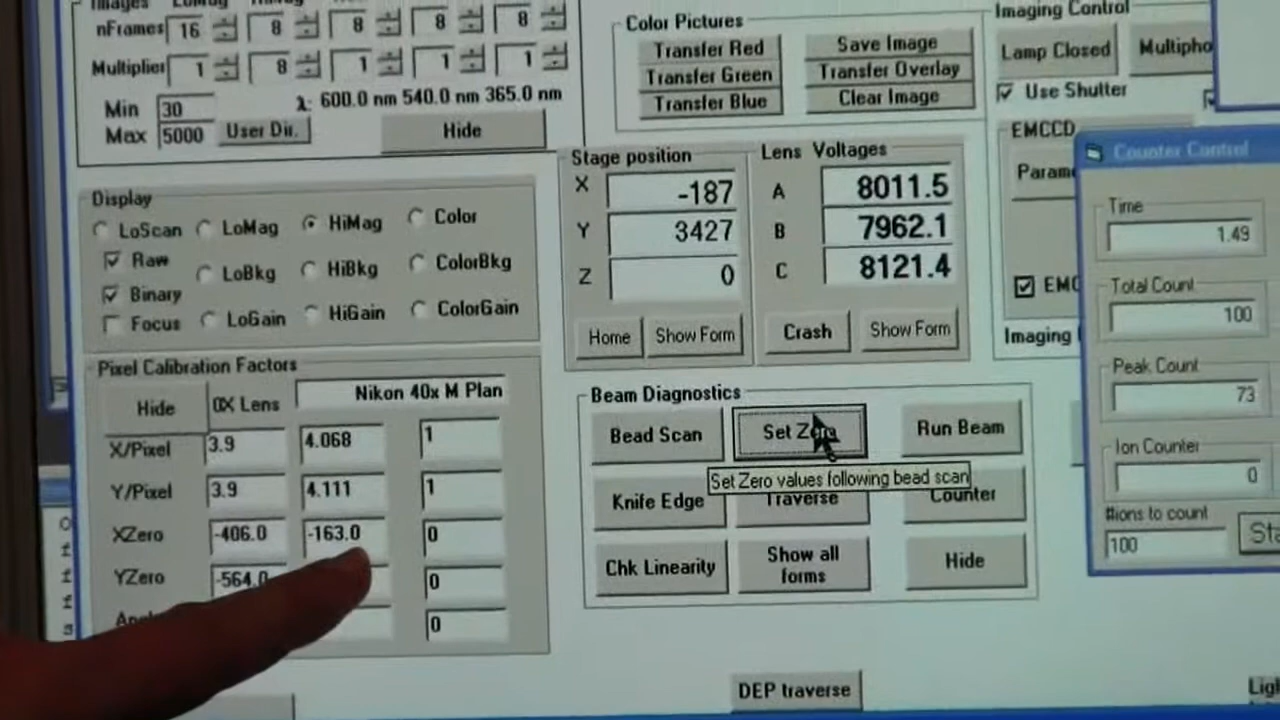 Images
nFrames 16 8 8 8 8
Multiplier 1 8 1 1 1
Min 30
λ: 600.0 nm 540.0 nm 365.0 nm
Max 5000 User Dir. Hide
Color Pictures
Transfer Red Save Image
Transfer Green Transfer Overlay
Transfer Blue Clear Image
Imaging Control
Lamp Closed Multipho
Use Shutter
EMCCD
Param
EMC
Imaging
Display
LoScan LoMag HiMag Color
Raw LoBkg HiBkg ColorBkg
Binary
Focus LoGain HiGain ColorGain
Stage position
X -187
Y 3427
Z 0
Home Show Form
Lens Voltages
A 8011.5
B 7962.1
C 8121.4
Crash Show Form
Counter Control
Time
1.49
Total Count
100
Peak Count
73
Ion Counter
0
#ions to count
100 Sta
Pixel Calibration Factors
Hide 0X Lens Nikon 40x M Plan
X/Pixel 3.9 4.068 1
Y/Pixel 3.9 4.111 1
XZero -406.0 -163.0 0
YZero -564.0 0
0
Beam Diagnostics
Bead Scan Set Zero Run Beam
Set Zero values following bead scan
Knife Edge Traverse Counter
Chk Linearity Show all forms Hide
DEP traverse
Lig